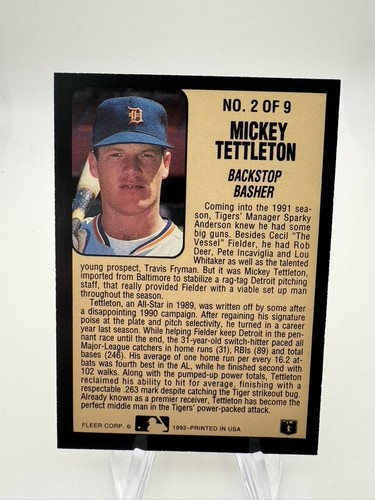 D
NO. 2 OF 9
MICKEY
TETTLETON
BACKSTOP
BASHER
Coming into the 1991 sea-
son, Tigers' Manager Sparky
Anderson knew he had some
big guns. Besides Cecil "The
Vessel" Fielder, he had Rob
Deer, Pete Incaviglia and Lou
Whitaker as well as the talented
young prospect, Travis Fryman. But it was Mickey Tettleton,
imported from Baltimore to stabilize a rag-tag Detroit pitching
staff, that really provided Fielder with a viable set up man
throughout the season.
Tettleton, an All-Star in 1989, was written off by some after
a disappointing 1990 campaign. After regaining his signature
poise at the plate and pitch selectivity, he turned in a career
year last season. While helping Fielder keep Detroit in the pen-
nant race until the end, the 31-year-old switch-hitter paced all
Major-League catchers in home runs (31), RBIs (89) and total
bases (246). His average of one home run per every 16.2 at-
bats was fourth best in the AL, while he finished second with
102 walks. Along with the pumped-up power totals, Tettleton
reclaimed his ability to hit for average, finishing with a
respectable .263 mark despite catching the Tiger strikeout bug.
Already known as a premier receiver, Tettleton has become the
perfect middle man in the Tigers' power-packed attack.
FLEER CORP. © 1992-PRINTED IN USA